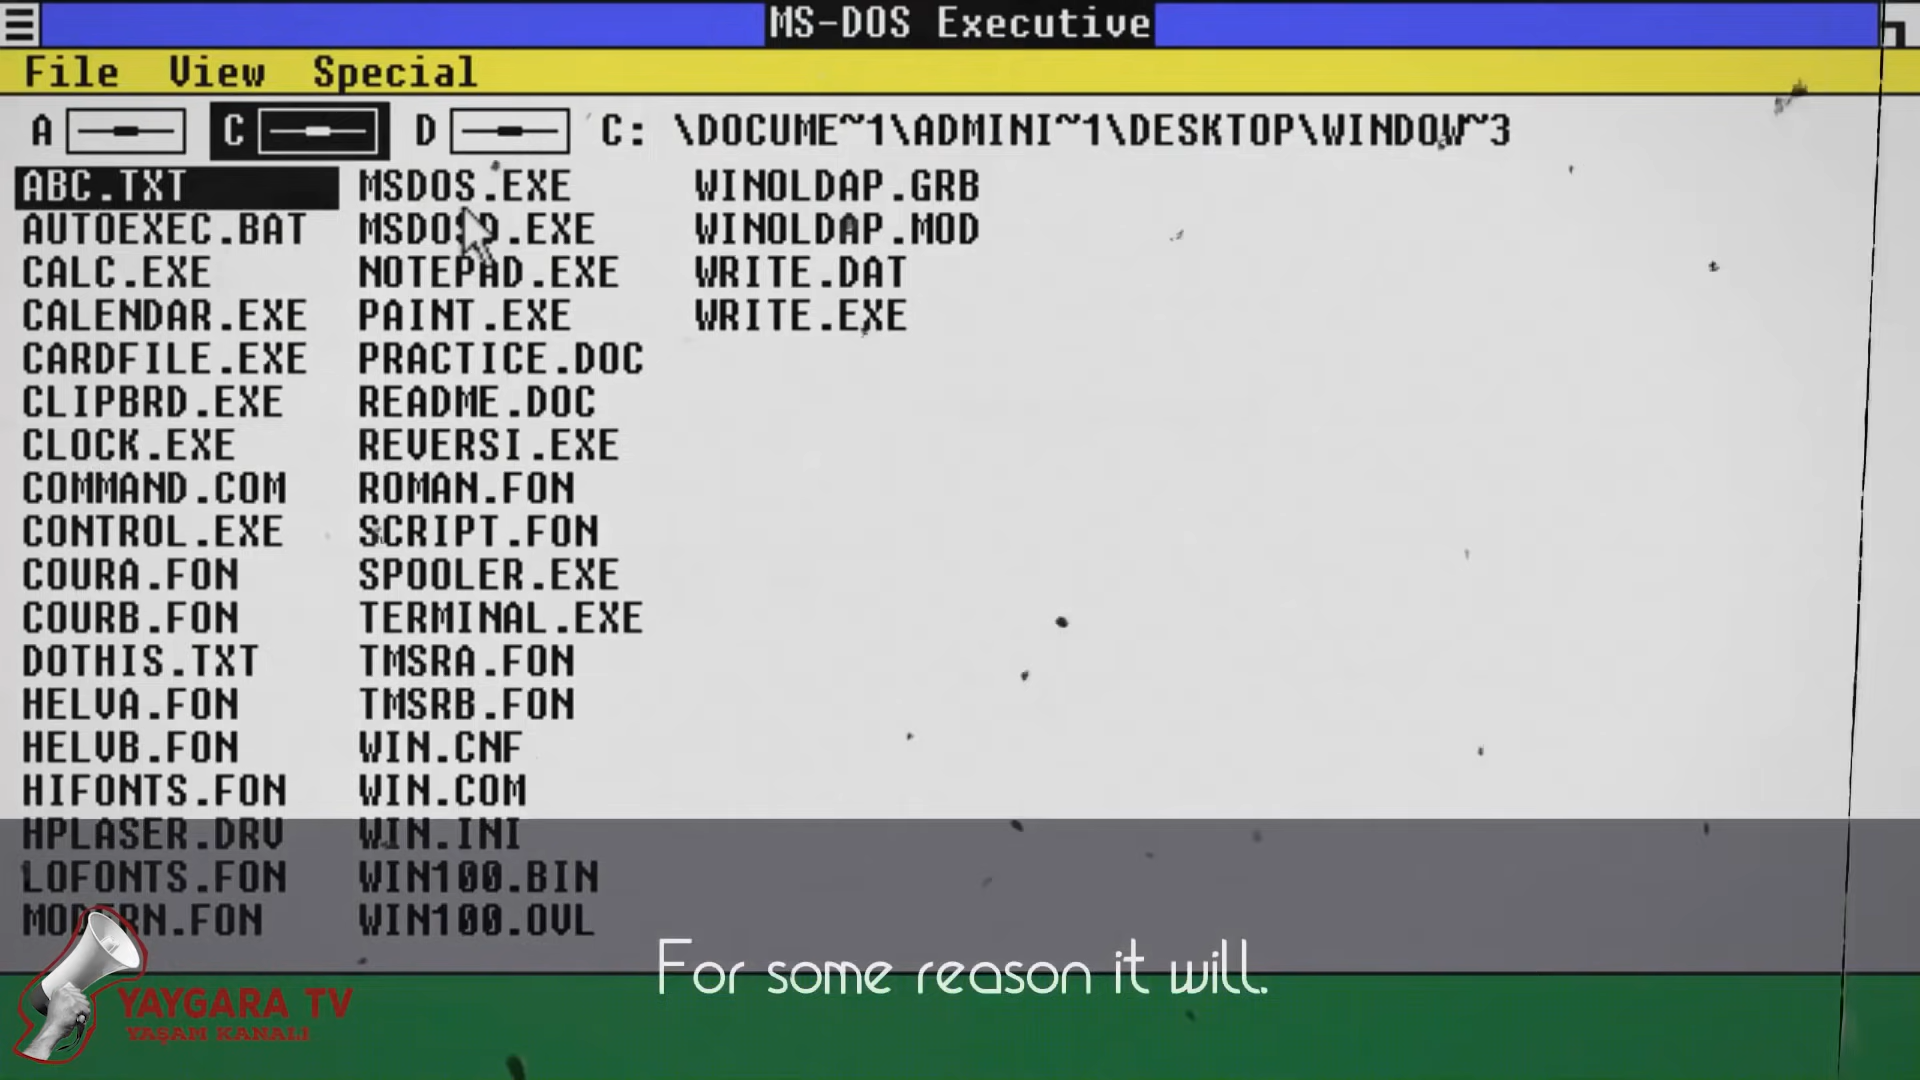 MS-DOS Executive
File View Special
A C D C: \DOCUME~1\ADMINI~1\DESKTOP\WINDOW~3
ABC.TXT MSDOS.EXE WINOLDAP.GRB
AUTOEXEC.BAT MSDOSD.EXE WINOLDAP.MOD
CALC.EXE NOTEPAD.EXE WRITE.DAT
CALENDAR.EXE PAINT.EXE WRITE.EXE
CARDFILE.EXE PRACTICE.DOC
CLIPBRD.EXE README.DOC
CLOCK.EXE REVERSI.EXE
COMMAND.COM ROMAN.FON
CONTROL.EXE SCRIPT.FON
COURA.FON SPOOLER.EXE
COURB.FON TERMINAL.EXE
DOTHIS.TXT TMSRA.FON
HELVA.FON TMSRB.FON
HELVB.FON WIN.CNF
HIFONTS.FON WIN.COM
HPLASER.DRV WIN.INI
LOFONTS.FON WIN100.BIN
MODERN.FON WIN100.OVL
For some reason it will.
YAYGARA TV
YAŞAM KANALI